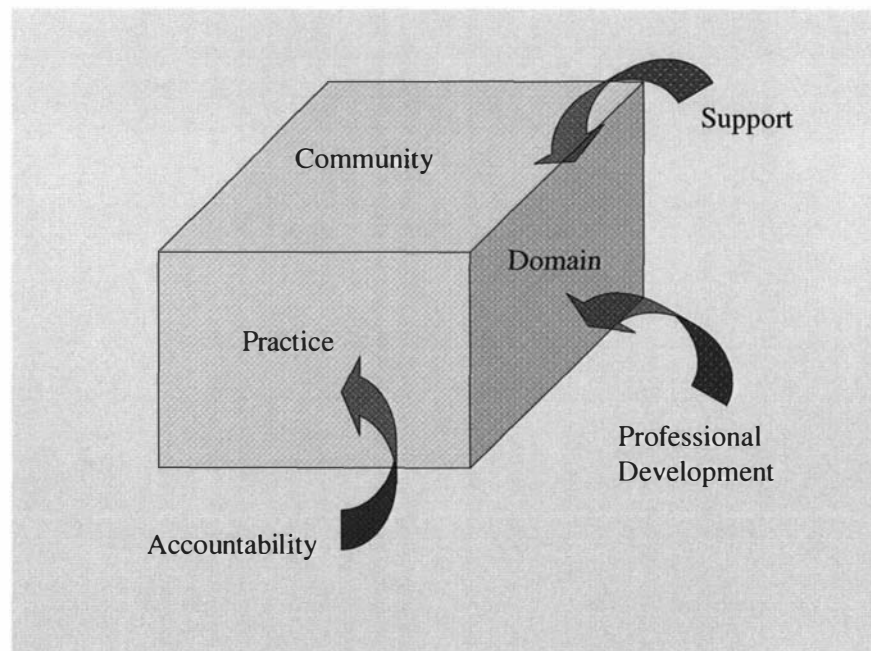 Support
Community
Domain
Practice
Professional
Development
Accountability